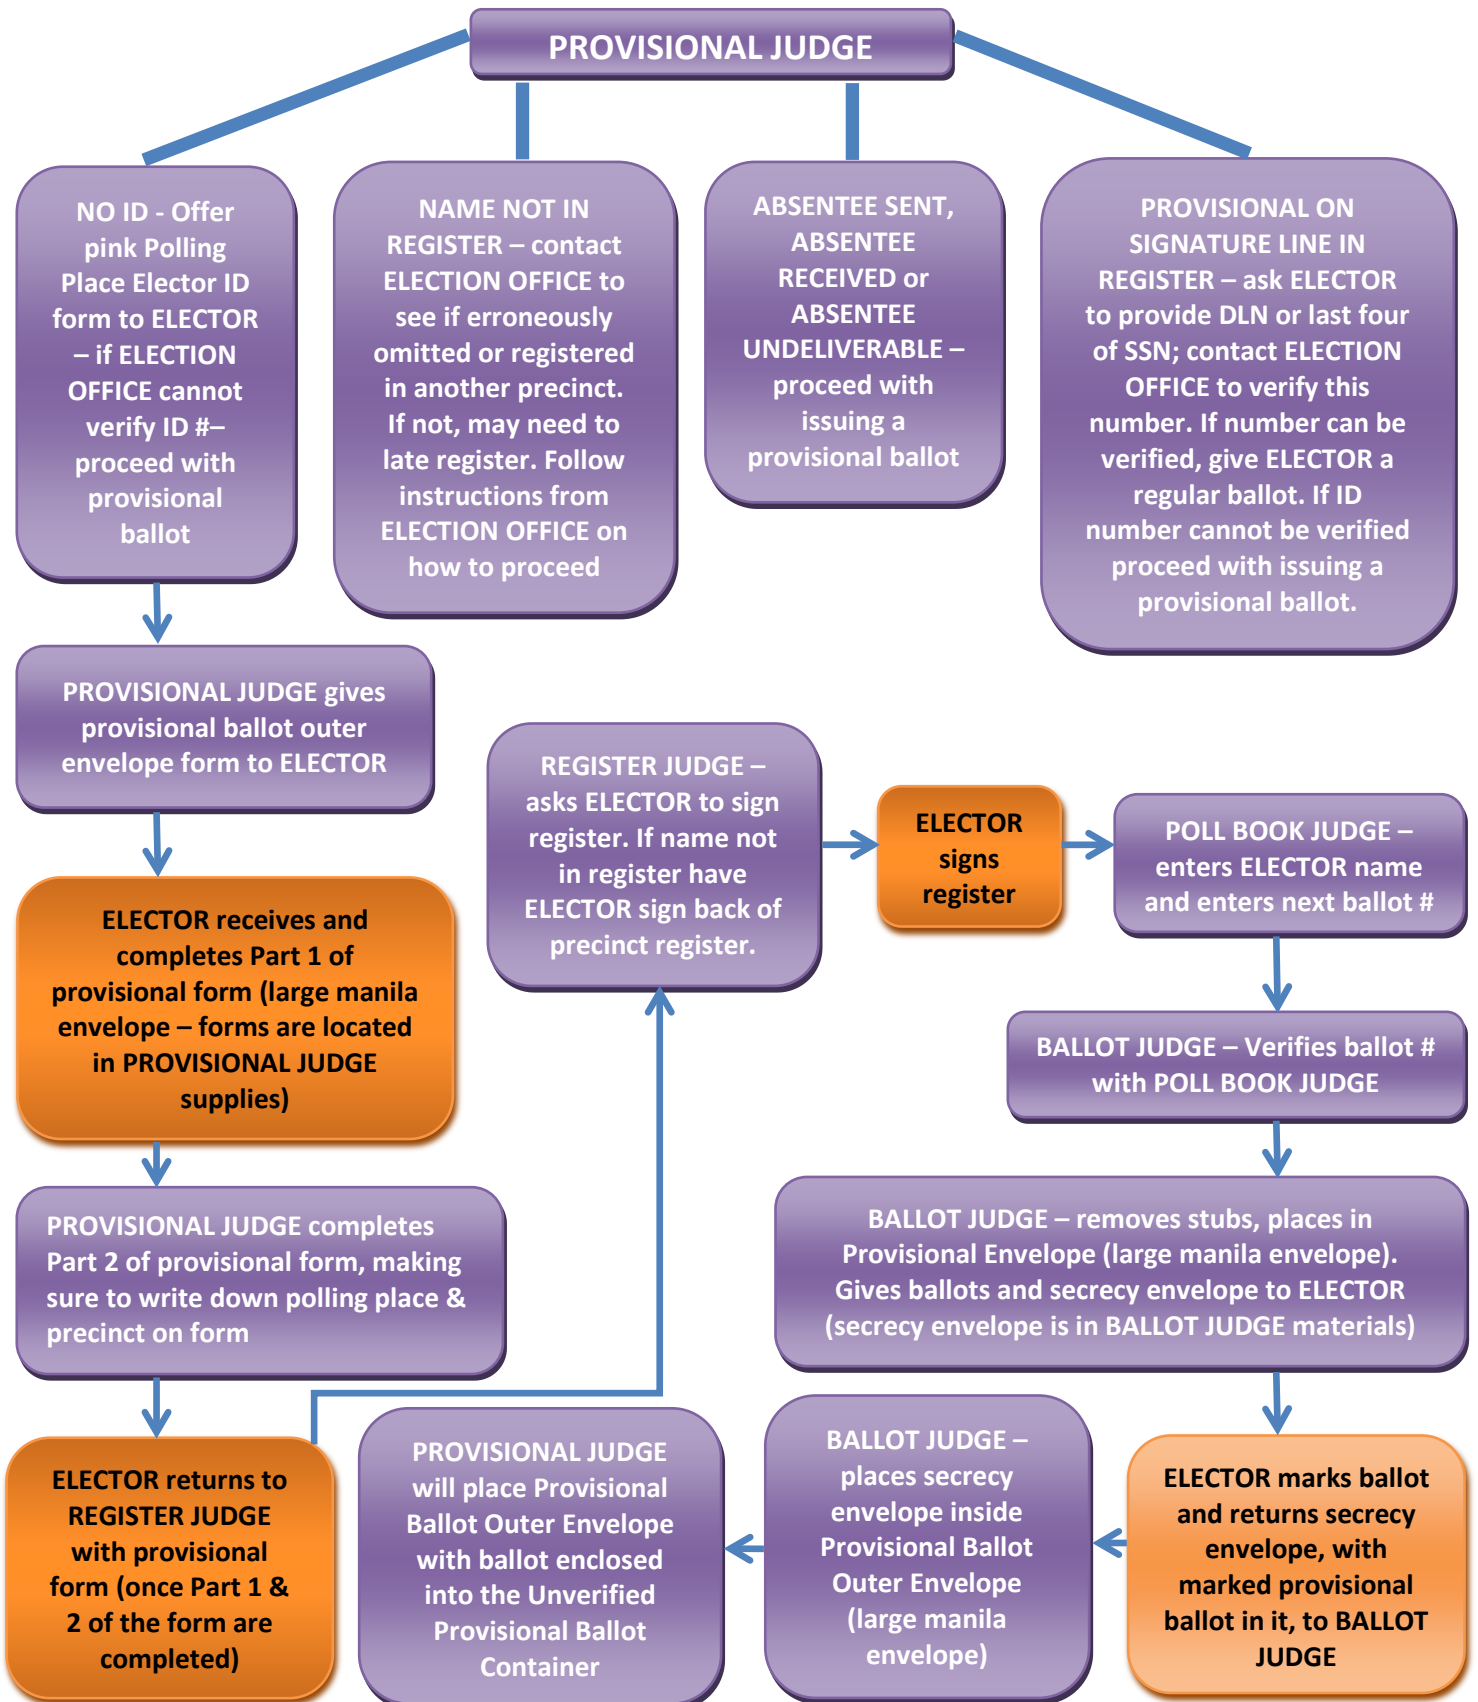 PROVISIONAL JUDGE
NO ID - Offer
pink Polling
Place Elector ID
form to ELECTOR
– if ELECTION
OFFICE cannot
verify ID #–
proceed with
provisional
ballot
NAME NOT IN
REGISTER – contact
ELECTION OFFICE to
see if erroneously
omitted or registered
in another precinct.
If not, may need to
late register. Follow
instructions from
ELECTION OFFICE on
how to proceed
ABSENTEE SENT,
ABSENTEE
RECEIVED or
ABSENTEE
UNDELIVERABLE –
proceed with
issuing a
provisional ballot
PROVISIONAL ON
SIGNATURE LINE IN
REGISTER – ask ELECTOR
to provide DLN or last four
of SSN; contact ELECTION
OFFICE to verify this
number. If number can be
verified, give ELECTOR a
regular ballot. If ID
number cannot be verified
proceed with issuing a
provisional ballot.
PROVISIONAL JUDGE gives
provisional ballot outer
envelope form to ELECTOR
ELECTOR receives and
completes Part 1 of
provisional form (large manila
envelope – forms are located
in PROVISIONAL JUDGE
supplies)
PROVISIONAL JUDGE completes
Part 2 of provisional form, making
sure to write down polling place &
precinct on form
ELECTOR returns to
REGISTER JUDGE
with provisional
form (once Part 1 &
2 of the form are
completed)
REGISTER JUDGE –
asks ELECTOR to sign
register. If name not
in register have
ELECTOR sign back of
precinct register.
ELECTOR
signs
register
POLL BOOK JUDGE –
enters ELECTOR name
and enters next ballot #
BALLOT JUDGE – Verifies ballot #
with POLL BOOK JUDGE
BALLOT JUDGE – removes stubs, places in
Provisional Envelope (large manila envelope).
Gives ballots and secrecy envelope to ELECTOR
(secrecy envelope is in BALLOT JUDGE materials)
ELECTOR marks ballot
and returns secrecy
envelope, with
marked provisional
ballot in it, to BALLOT
JUDGE
BALLOT JUDGE –
places secrecy
envelope inside
Provisional Ballot
Outer Envelope
(large manila
envelope)
PROVISIONAL JUDGE
will place Provisional
Ballot Outer Envelope
with ballot enclosed
into the Unverified
Provisional Ballot
Container